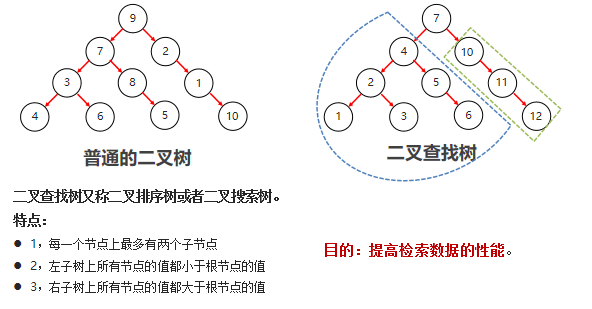 9
7 2
3 8 1
4 6 5 10
普通的二叉树
7
4 10
2 5 11
1 3 6 12
二叉查找树
二叉查找树又称二叉排序树或者二叉搜索树。
特点：
● 1，每一个节点上最多有两个子节点
● 2，左子树上所有节点的值都小于根节点的值
● 3，右子树上所有节点的值都大于根节点的值
目的：提高检索数据的性能。